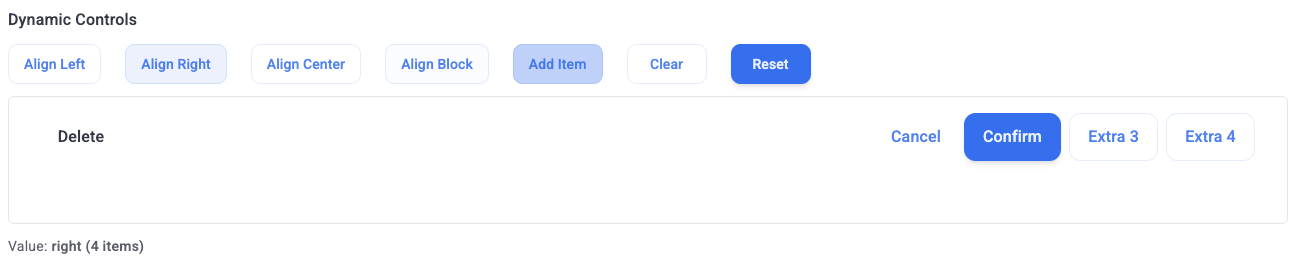 Dynamic Controls
Align Left Align Right Align Center Align Block Add Item Clear Reset
Delete Cancel Confirm Extra 3 Extra 4
Value: right (4 items)